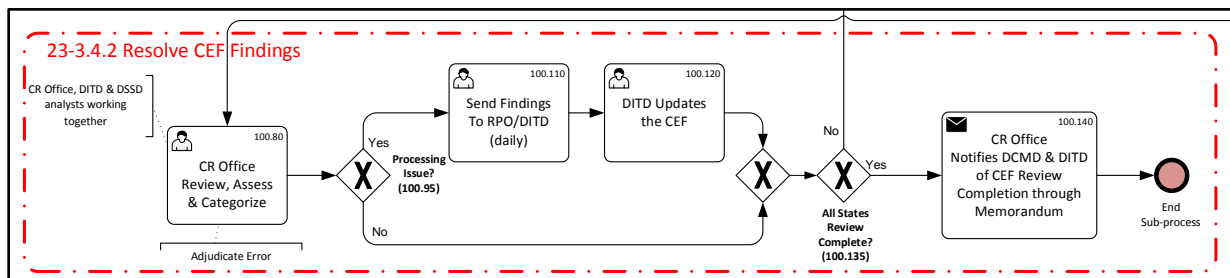 23-3.4.2 Resolve CEF Findings
CR Office, DITD & DSSD
analysts working
together
100.80
CR Office
Review, Assess
& Categorize
Adjudicate Error
Yes
Processing
Issue?
(100.95)
No
100.110
Send Findings
To RPO/DITD
(daily)
100.120
DITD Updates
the CEF
X
X
No
X
Yes
All States
Review
Complete?
(100.135)
100.140
CR Office
Notifies DCMD & DITD
of CEF Review
Completion through
Memorandum
End
Sub-process